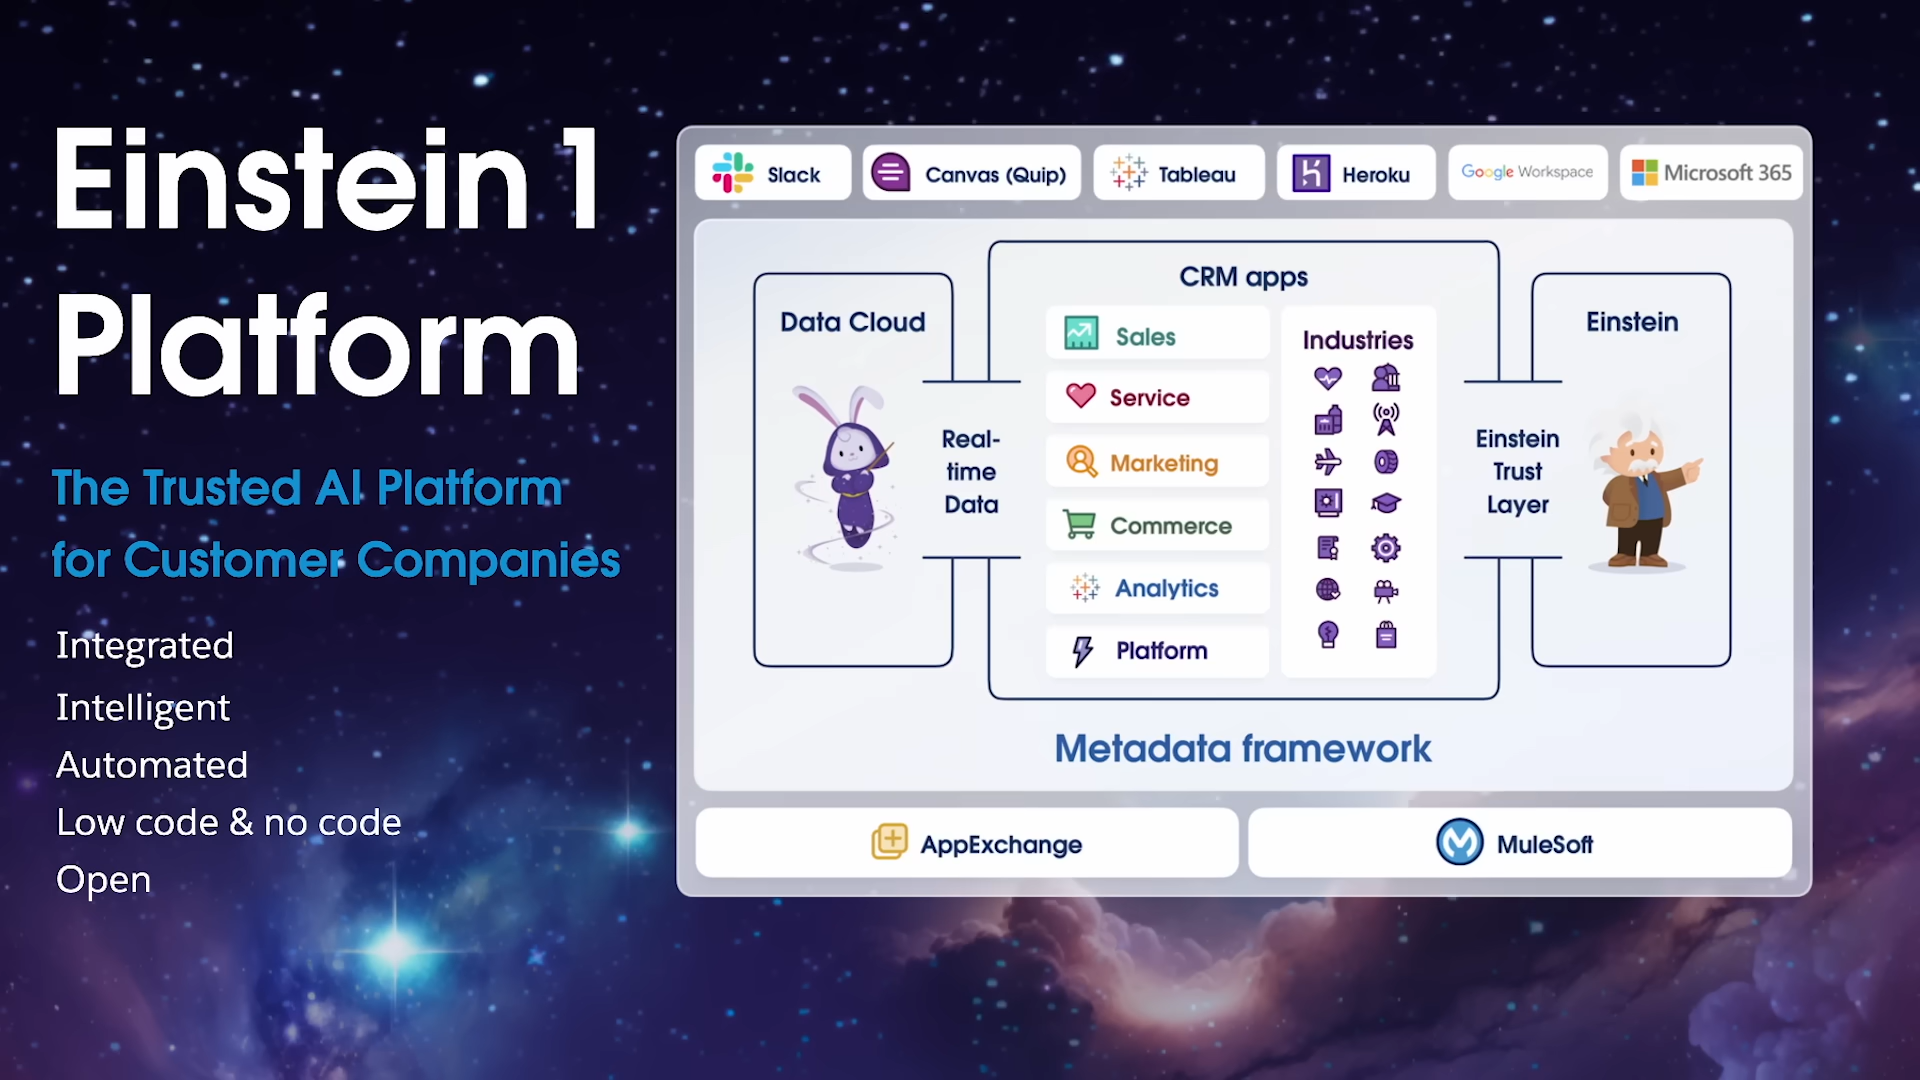 Einstein 1
Platform
The Trusted AI Platform
for Customer Companies
Integrated
Intelligent
Automated
Low code & no code
Open
Slack
Canvas (Quip)
Tableau
Heroku
Google Workspace
Microsoft 365
Data Cloud
Real-
time
Data
CRM apps
Sales
Service
Marketing
Commerce
Analytics
Platform
Industries
Einstein
Trust
Layer
Einstein
Metadata framework
AppExchange
MuleSoft